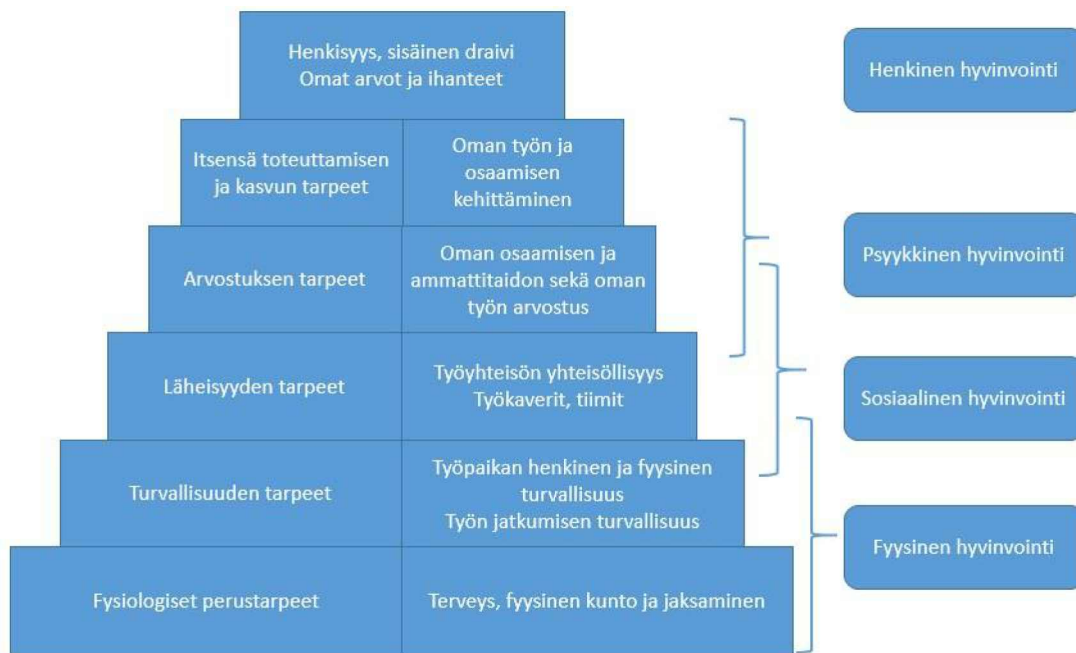 Henkisyys, sisäinen draivi
Omat arvot ja ihanteet
Henkinen hyvinvointi
Itsensä toteuttamisen
ja kasvun tarpeet
Oman työn ja
osaamisen
kehittäminen
Arvostuksen tarpeet
Oman osaamisen ja
ammattitaidon sekä oman
työn arvostus
Psyykkinen hyvinvointi
Läheisyyden tarpeet
Työyhteisön yhteisöllisyys
Työkaverit, tiimit
Sosiaalinen hyvinvointi
Turvallisuuden tarpeet
Työpaikan henkinen ja fyysinen
turvallisuus
Työn jatkumisen turvallisuus
Fyysinen hyvinvointi
Fysiologiset perustarpeet
Terveys, fyysinen kunto ja jaksaminen